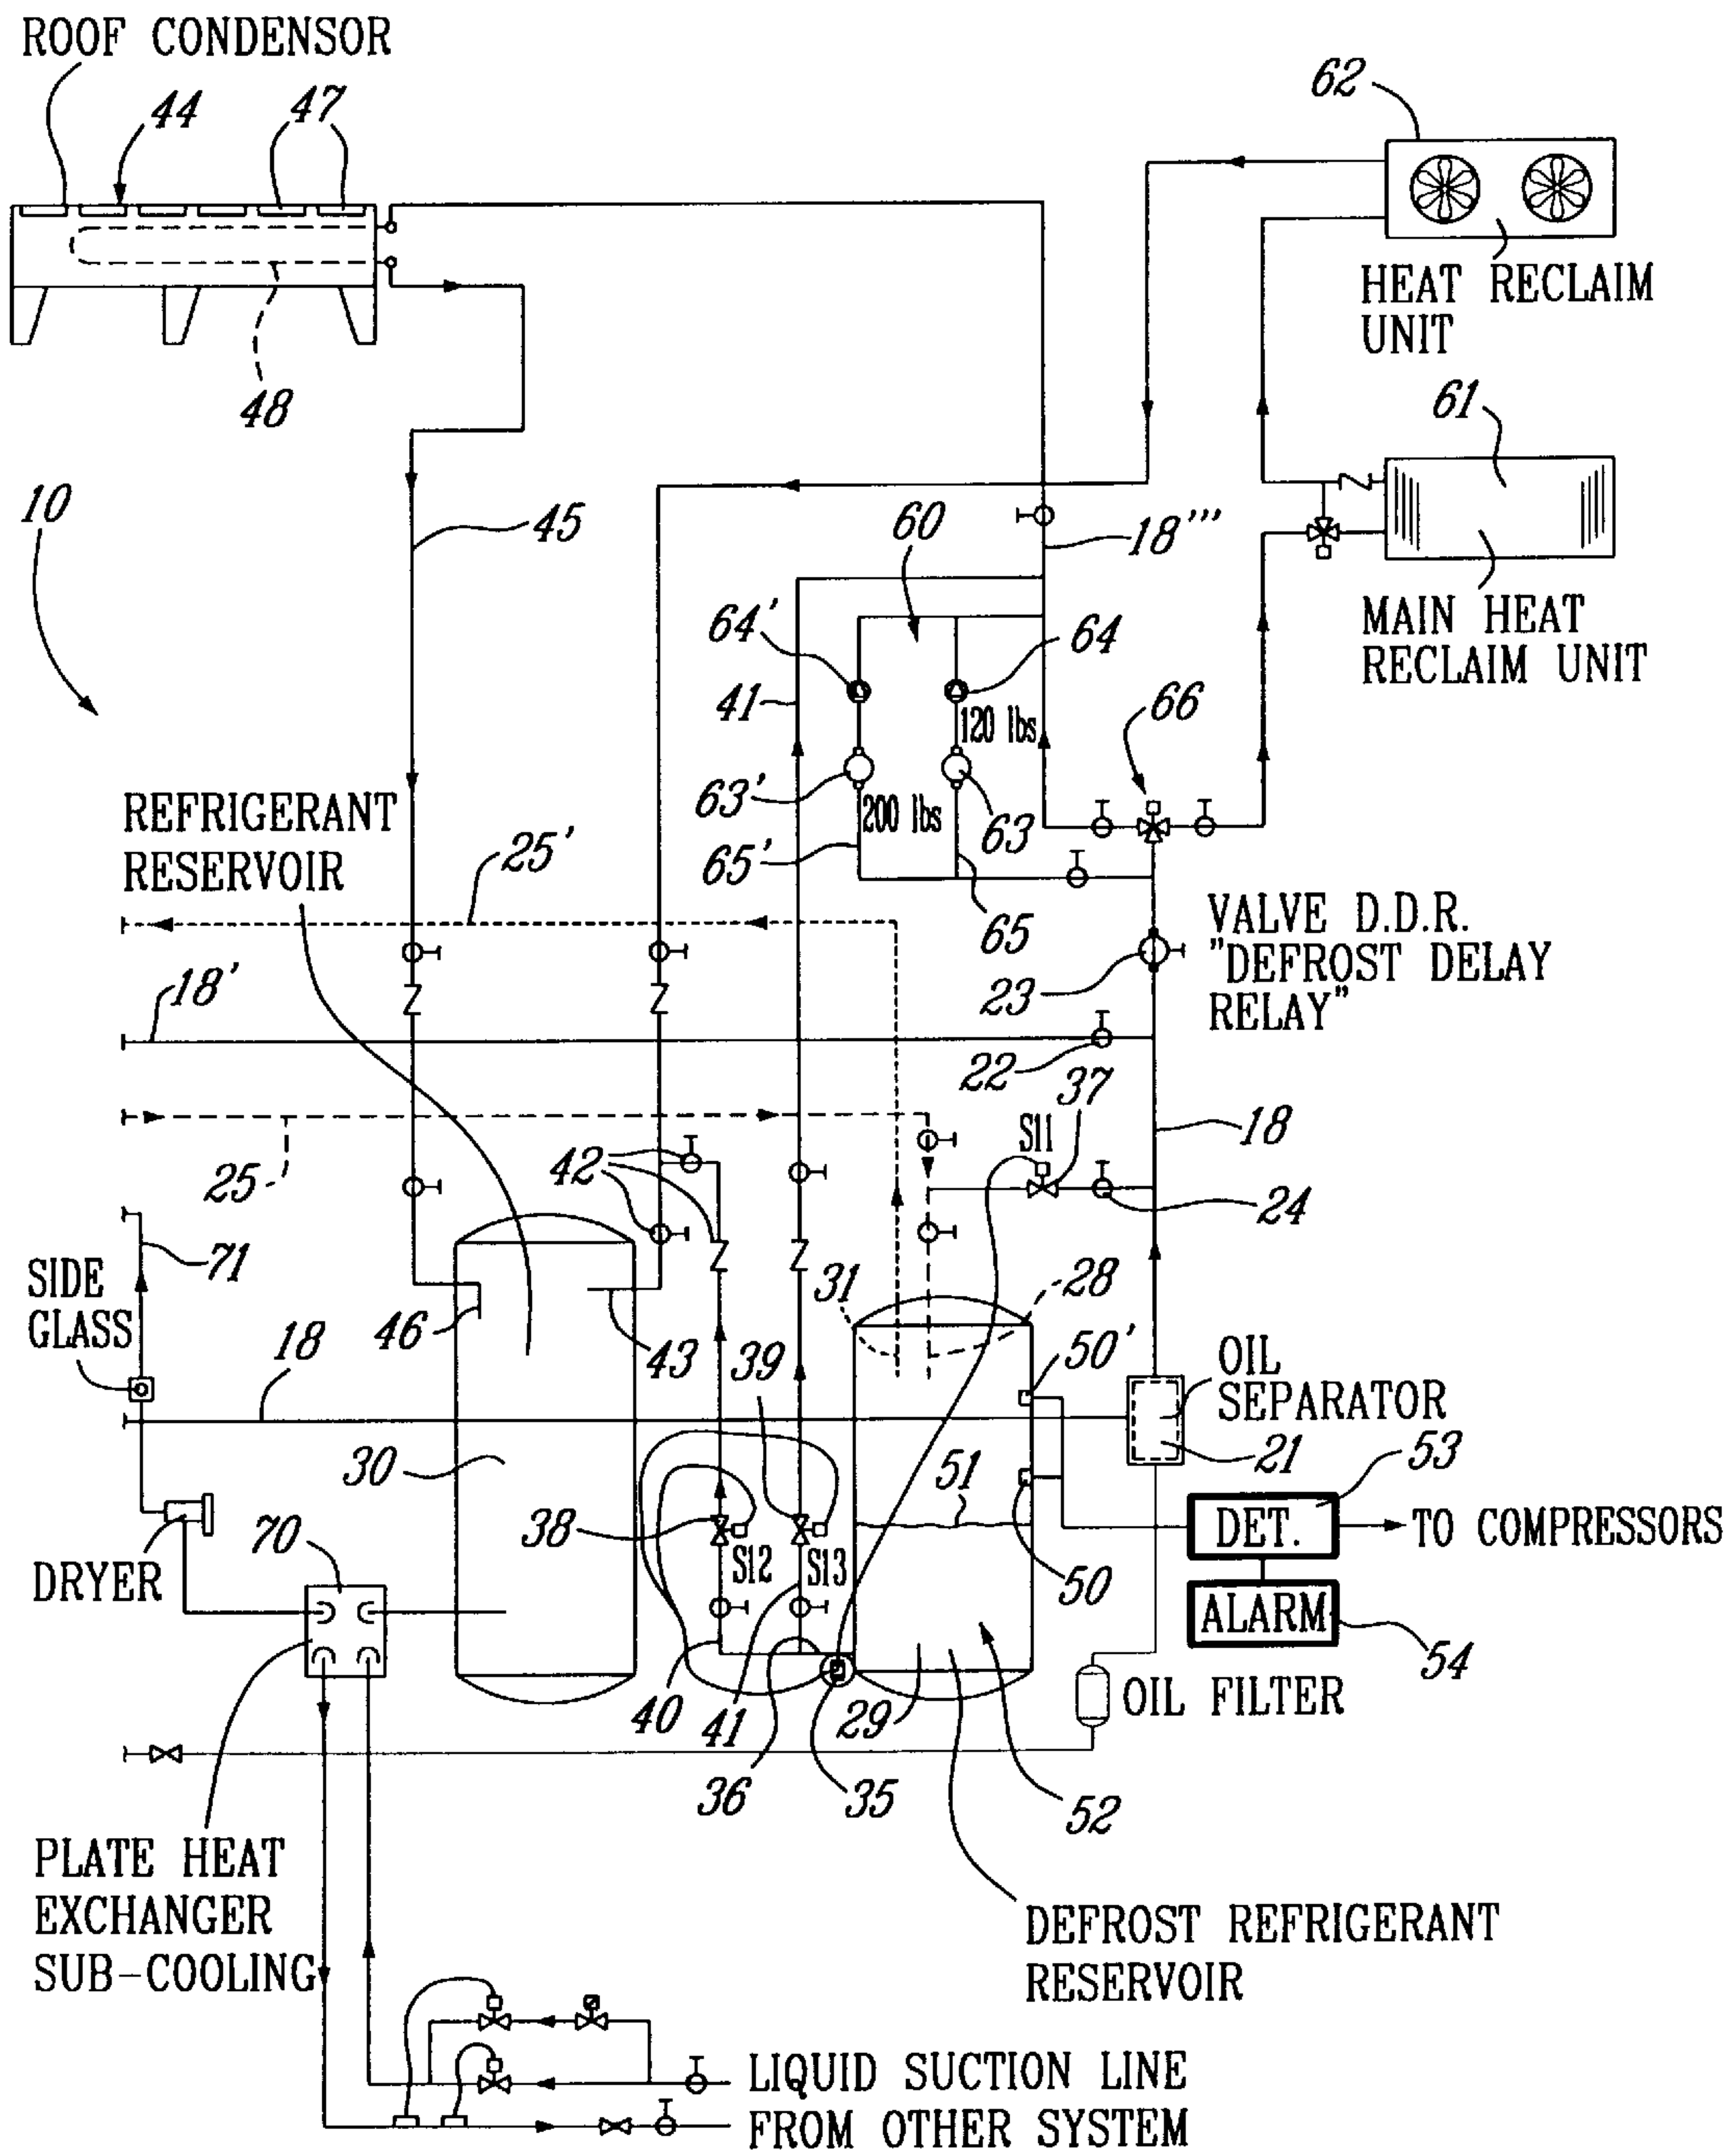 ROOF CONDENSOR
44
47
62
HEAT RECLAIM
UNIT
48
61
10
45
60
18'''
MAIN HEAT
RECLAIM UNIT
64'
64
41
120 lbs
66
REFRIGERANT
RESERVOIR
63'
200 lbs
63
25'
65'
65
VALVE D.D.R.
"DEFROST DELAY
RELAY"
23
18'
22
37
S11
18
25
42
24
71
SIDE
GLASS
31
28
46
43
39
50'
OIL
SEPARATOR
21
18
30
51
53
38
DET.
TO COMPRESSORS
DRYER
70
S12
S13
50
ALARM
54
40
41
29
OIL FILTER
36
35
52
PLATE HEAT
EXCHANGER
SUB-COOLING
DEFROST REFRIGERANT
RESERVOIR
LIQUID SUCTION LINE
FROM OTHER SYSTEM